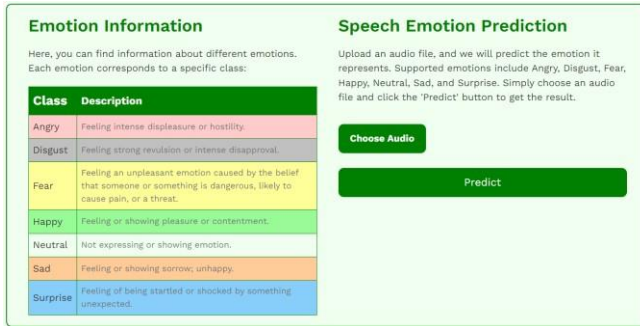 Emotion Information
Here, you can find information about different emotions.
Each emotion corresponds to a specific class:
Class Description
Angry Feeling intense displeasure or hostility.
Disgust Feeling strong revulsion or intense disapproval.
Fear Feeling an unpleasant emotion caused by the belief
that someone or something is dangerous, likely to
cause pain, or a threat.
Happy Feeling or showing pleasure or contentment.
Neutral Not expressing or showing emotion.
Sad Feeling or showing sorrow; unhappy.
Surprise Feeling of being startled or shocked by something
unexpected.
Speech Emotion Prediction
Upload an audio file, and we will predict the emotion it
represents. Supported emotions include Angry, Disgust, Fear,
Happy, Neutral, Sad, and Surprise. Simply choose an audio
file and click the 'Predict' button to get the result.
Choose Audio
Predict